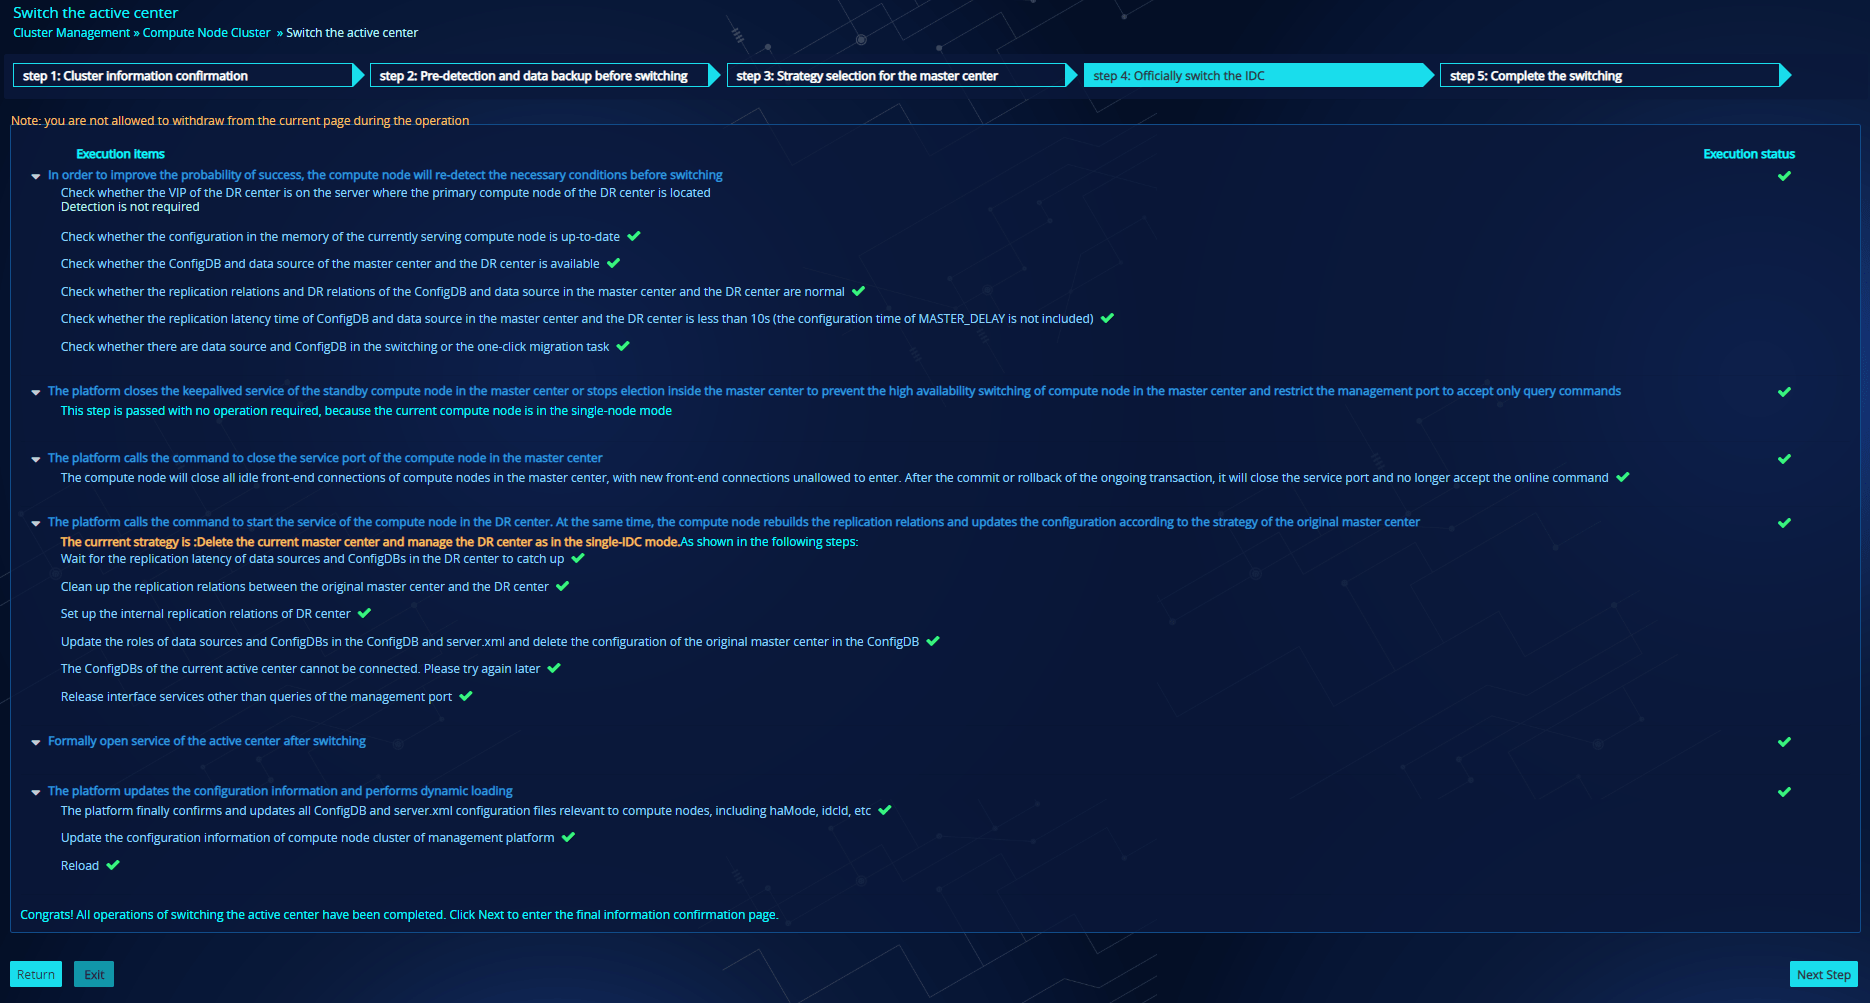 Switch the active center
Cluster Management » Compute Node Cluster » Switch the active center
step 1: Cluster information confirmation
step 2: Pre-detection and data backup before switching
step 3: Strategy selection for the master center
step 4: Officially switch the IDC
step 5: Complete the switching
Note: you are not allowed to withdraw from the current page during the operation
Execution items
Execution status
In order to improve the probability of success, the compute node will re-detect the necessary conditions before switching
Check whether the VIP of the DR center is on the server where the primary compute node of the DR center is located
Detection is not required
Check whether the configuration in the memory of the currently serving compute node is up-to-date
Check whether the ConfigDB and data source of the master center and the DR center is available
Check whether the replication relations and DR relations of the ConfigDB and data source in the master center and the DR center are normal
Check whether the replication latency time of ConfigDB and data source in the master center and the DR center is less than 10s (the configuration time of MASTER_DELAY is not included)
Check whether there are data source and ConfigDB in the switching or the one-click migration task
The platform closes the keepalived service of the standby compute node in the master center or stops election inside the master center to prevent the high availability switching of compute node in the master center and restrict the management port to accept only query commands
This step is passed with no operation required, because the current compute node is in the single-node mode
The platform calls the command to close the service port of the compute node in the master center
The compute node will close all idle front-end connections of compute nodes in the master center, with new front-end connections unallowed to enter. After the commit or rollback of the ongoing transaction, it will close the service port and no longer accept the online command
The platform calls the command to start the service of the compute node in the DR center. At the same time, the compute node rebuilds the replication relations and updates the configuration according to the strategy of the original master center
The currrent strategy is :Delete the current master center and manage the DR center as in the single-IDC mode.As shown in the following steps:
Wait for the replication latency of data sources and ConfigDBs in the DR center to catch up
Clean up the replication relations between the original master center and the DR center
Set up the internal replication relations of DR center
Update the roles of data sources and ConfigDBs in the ConfigDB and server.xml and delete the configuration of the original master center in the ConfigDB
The ConfigDBs of the current active center cannot be connected. Please try again later
Release interface services other than queries of the management port
Formally open service of the active center after switching
The platform updates the configuration information and performs dynamic loading
The platform finally confirms and updates all ConfigDB and server.xml configuration files relevant to compute nodes, including haMode, idcId, etc
Update the configuration information of compute node cluster of management platform
Reload
Congrats! All operations of switching the active center have been completed. Click Next to enter the final information confirmation page.
Return
Exit
Next Step